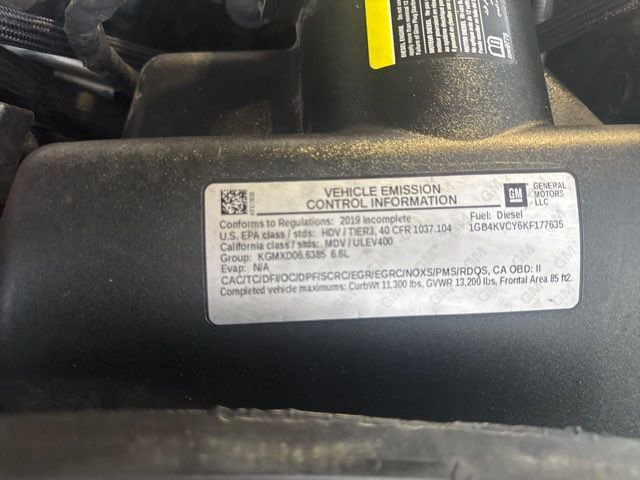 VEHICLE EMISSION
CONTROL INFORMATION
GM
GENERAL
MOTORS
LLC
Conforms to Regulations: 2019 Incomplete
Fuel: Diesel
U.S. EPA class / stds: HDV / TIER3, 40 CFR 1037.104
1GB4KVCY6KF177635
California class / stds: MDV / ULEV400
Group: KGMXD06.6385 6.6L
Evap: N/A
CAC/TC/DFI/OC/DPF/SCRC/EGR/EGRC/NOXS/PMS/RDQS, CA OBD: II
Completed vehicle maximums: CurbWt 11,300 lbs, GVWR 13,200 lbs, Frontal Area 85 ft2.